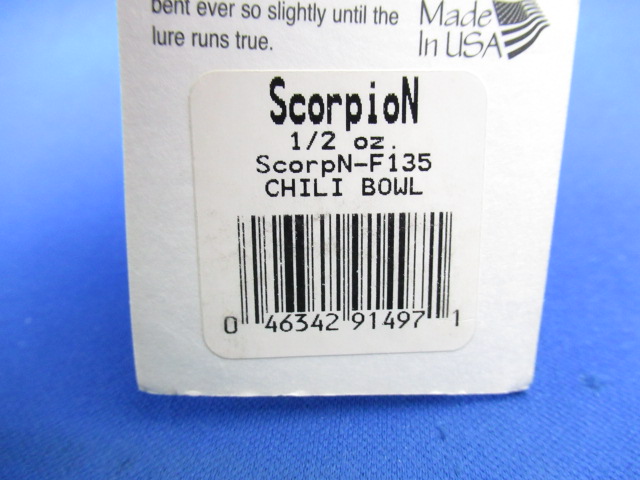 bent ever so slightly until the
lure runs true.
Made
In USA
ScorpioN
1/2 oz.
ScorpN-F135
CHILI BOWL
0 46342 91497 1